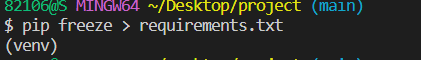 82106@S MINGW64 ~/Desktop/project (main)
$ pip freeze > requirements.txt
(venv)